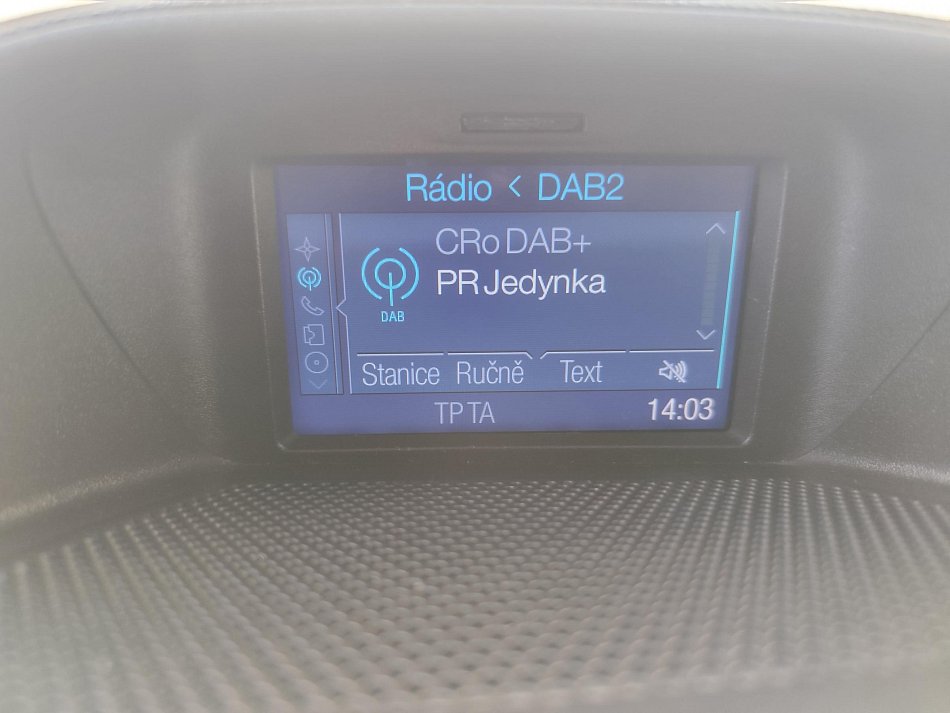 Rádio < DAB2
CRo DAB+
PR Jedynka
DAB
Stanice Ručně Text
TP TA 14:03